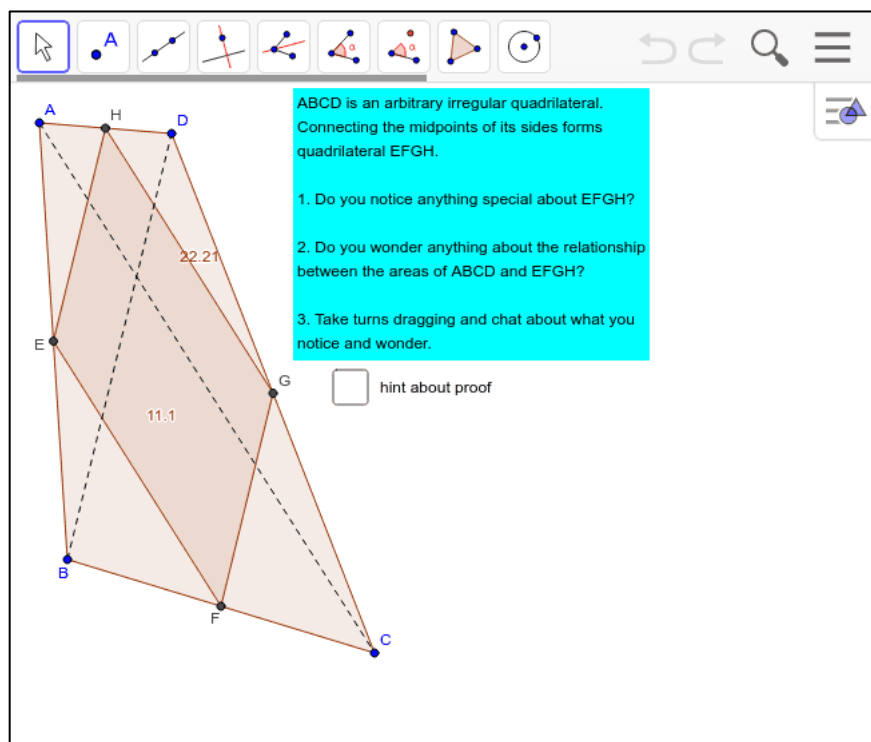 A
α
α
A
H
D
ABCD is an arbitrary irregular quadrilateral.
Connecting the midpoints of its sides forms
quadrilateral EFGH.
1. Do you notice anything special about EFGH?
2. Do you wonder anything about the relationship
between the areas of ABCD and EFGH?
3. Take turns dragging and chat about what you
notice and wonder.
22.21
E
G
hint about proof
11.1
B
F
C